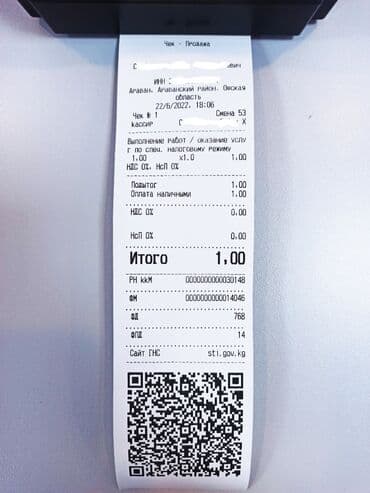 Чек - Продажа
С вич
ИНН :
Араван, Араванский район, Ошская
область
22/6/2022, 18:06
Чек № 1 Смена 53
kассир С Х
Выполнение работ / оказание услу
г по спец. налоговому режиму
1.00 x1.0 1.00
НДС 0%, НсП 0%
Подытог 1.00
Оплата наличными 1.00
НДС 0% 0.00
НсП 0% 0.00
Итого 1,00
РН kkМ 0000000000030148
ФМ 0000000000014046
ФД 768
ФПД 14
Сайт ГНС sti.gov.kg